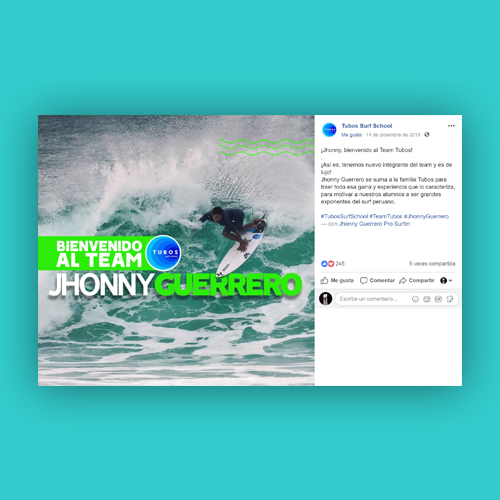 BIENVENIDO
AL TEAM
TUBOS
JHONNY GUERRERO
Tubos Surf School
Me gusta · 14 de diciembre de 2018
¡Jhonny, bienvenido al Team Tubos!
¡Así es, tenemos nuevo integrante del team y es de
lujo!
Jhonny Guerrero se suma a la familia Tubos para
traer toda esa garra y experiencia que lo caracteriza,
para motivar a nuestros alumnos a ser grandes
exponentes del surf peruano.
#TubosSurfSchool #TeamTubos #JhonnyGuerrero
— con Jhonny Guerrero Pro Surfer.
245
5 veces compartida
Me gusta Comentar Compartir
Escribe un comentario...